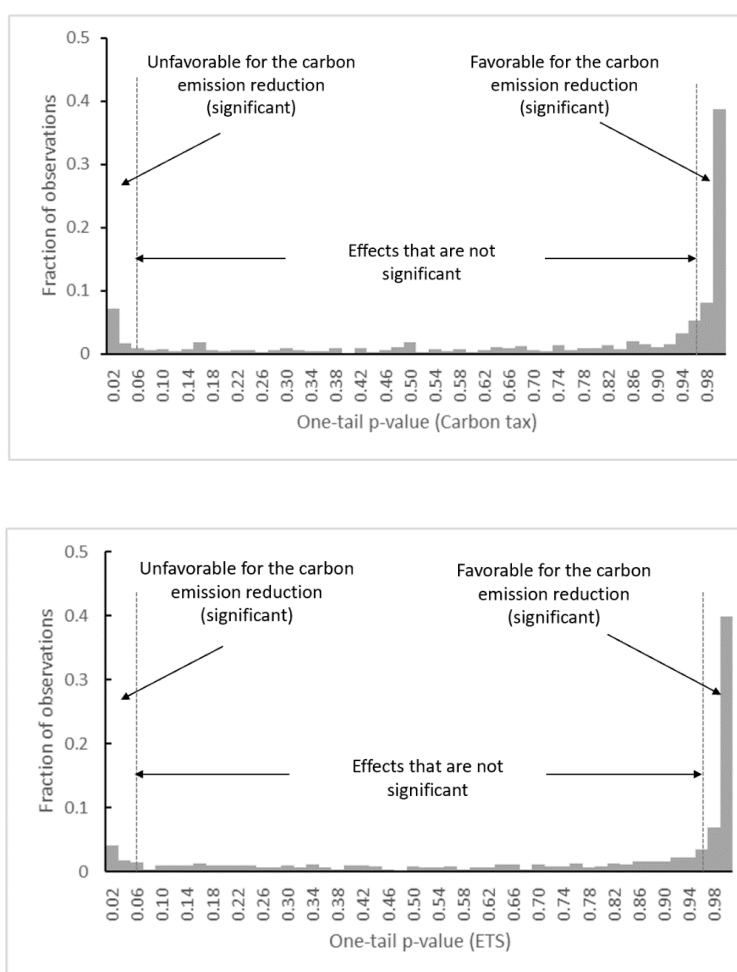 0.5
Unfavorable for the carbon
emission reduction
(significant)
Favorable for the carbon
emission reduction
(significant)
0.4
0.3
0.2
0.1
0
Fraction of observations
Effects that are not
significant
0.02 0.06 0.10 0.14 0.18 0.22 0.26 0.30 0.34 0.38 0.42 0.46 0.50 0.54 0.58 0.62 0.66 0.70 0.74 0.78 0.82 0.86 0.90 0.94 0.98
One-tail p-value (Carbon tax)
0.5
Unfavorable for the carbon
emission reduction
(significant)
Favorable for the carbon
emission reduction
(significant)
0.4
0.3
0.2
0.1
0
Fraction of observations
Effects that are not
significant
0.02 0.06 0.10 0.14 0.18 0.22 0.26 0.30 0.34 0.38 0.42 0.46 0.50 0.54 0.58 0.62 0.66 0.70 0.74 0.78 0.82 0.86 0.90 0.94 0.98
One-tail p-value (ETS)